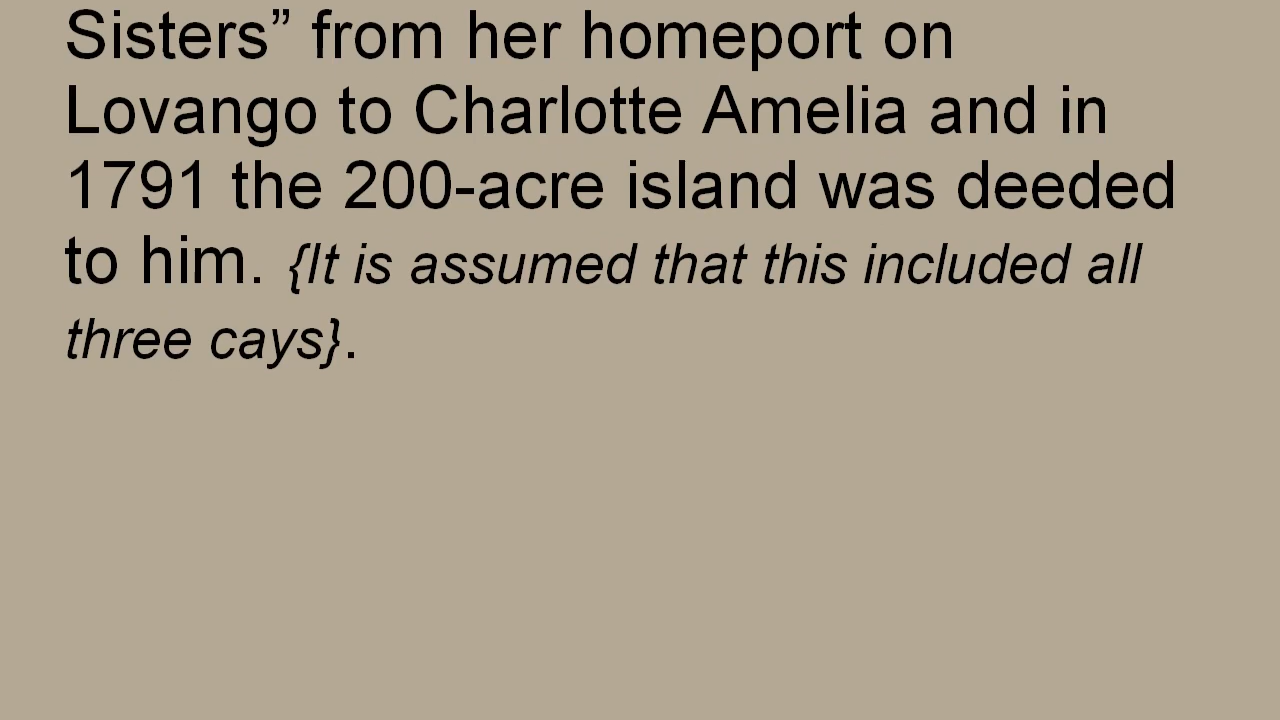 Sisters” from her homeport on
Lovango to Charlotte Amelia and in
1791 the 200-acre island was deeded
to him. {It is assumed that this included all
three cays}.